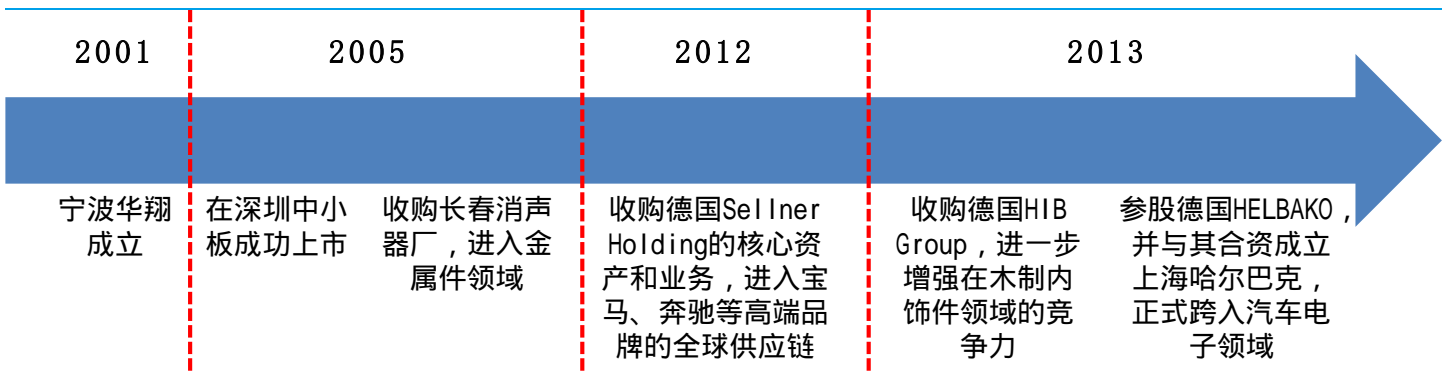 2001
2005
2012
2013
宁波华翔
成立
在深圳中小
板成功上市
收购长春消声
器厂，进入金
属件领域
收购德国Sellner
Holding的核心资
产和业务，进入宝
马、奔驰等高端品
牌的全球供应链
收购德国HIB
Group，进一步
增强在木制内
饰件领域的竞
争力
参股德国HELBAKO，
并与其合资成立
上海哈尔巴克，
正式跨入汽车电
子领域